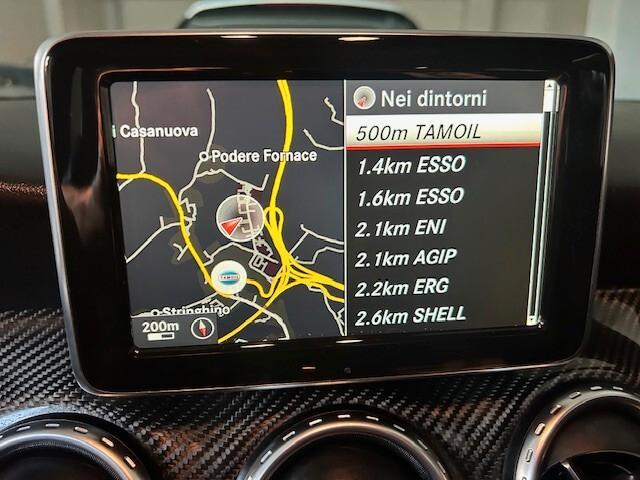 i Casanuova
Podere Fornace
TAMOIL
Stringhino
200m
Nei dintorni
500m TAMOIL
1.4km ESSO
1.6km ESSO
2.1km ENI
2.1km AGIP
2.2km ERG
2.6km SHELL